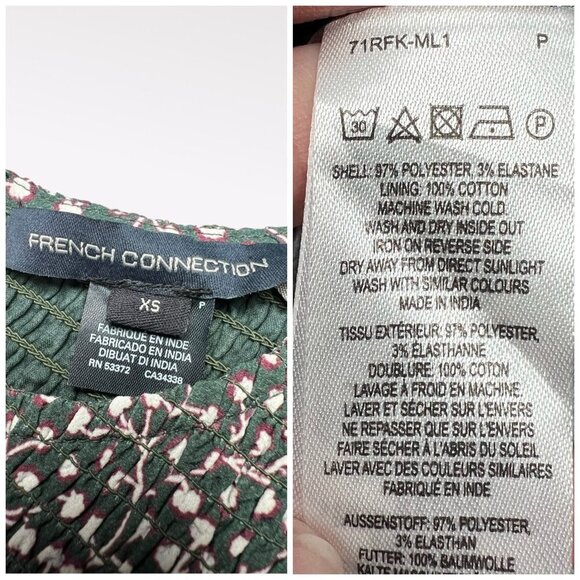 FRENCH CONNECTION
XS
P
FABRIQUÉ EN INDE
FABRICADO EN INDIA
DIBUAT DI INDIA
RN 53372 CA34338
71RFK-ML1 P
30 P
SHELL: 97% POLYESTER, 3% ELASTANE
LINING: 100% COTTON
MACHINE WASH COLD
WASH AND DRY INSIDE OUT
IRON ON REVERSE SIDE
DRY AWAY FROM DIRECT SUNLIGHT
WASH WITH SIMILAR COLOURS
MADE IN INDIA
TISSU EXTÉRIEUR: 97% POLYESTER,
3% ELASTHANNE
DOUBLURE: 100% COTON
LAVAGE A FROID EN MACHINE
LAVER ET SÉCHER SUR L'ENVERS
NE REPASSER QUE SUR L'ENVERS
FAIRE SÉCHER À L'ABRIS DU SOLEIL
LAVER AVEC DES COULEURS SIMILAIRES
FABRIQUÉ EN INDE
AUSSENSTOFF: 97% POLYESTER,
3% ELASTHAN
FUTTER: 100% BAUMWOLLE
KALTE